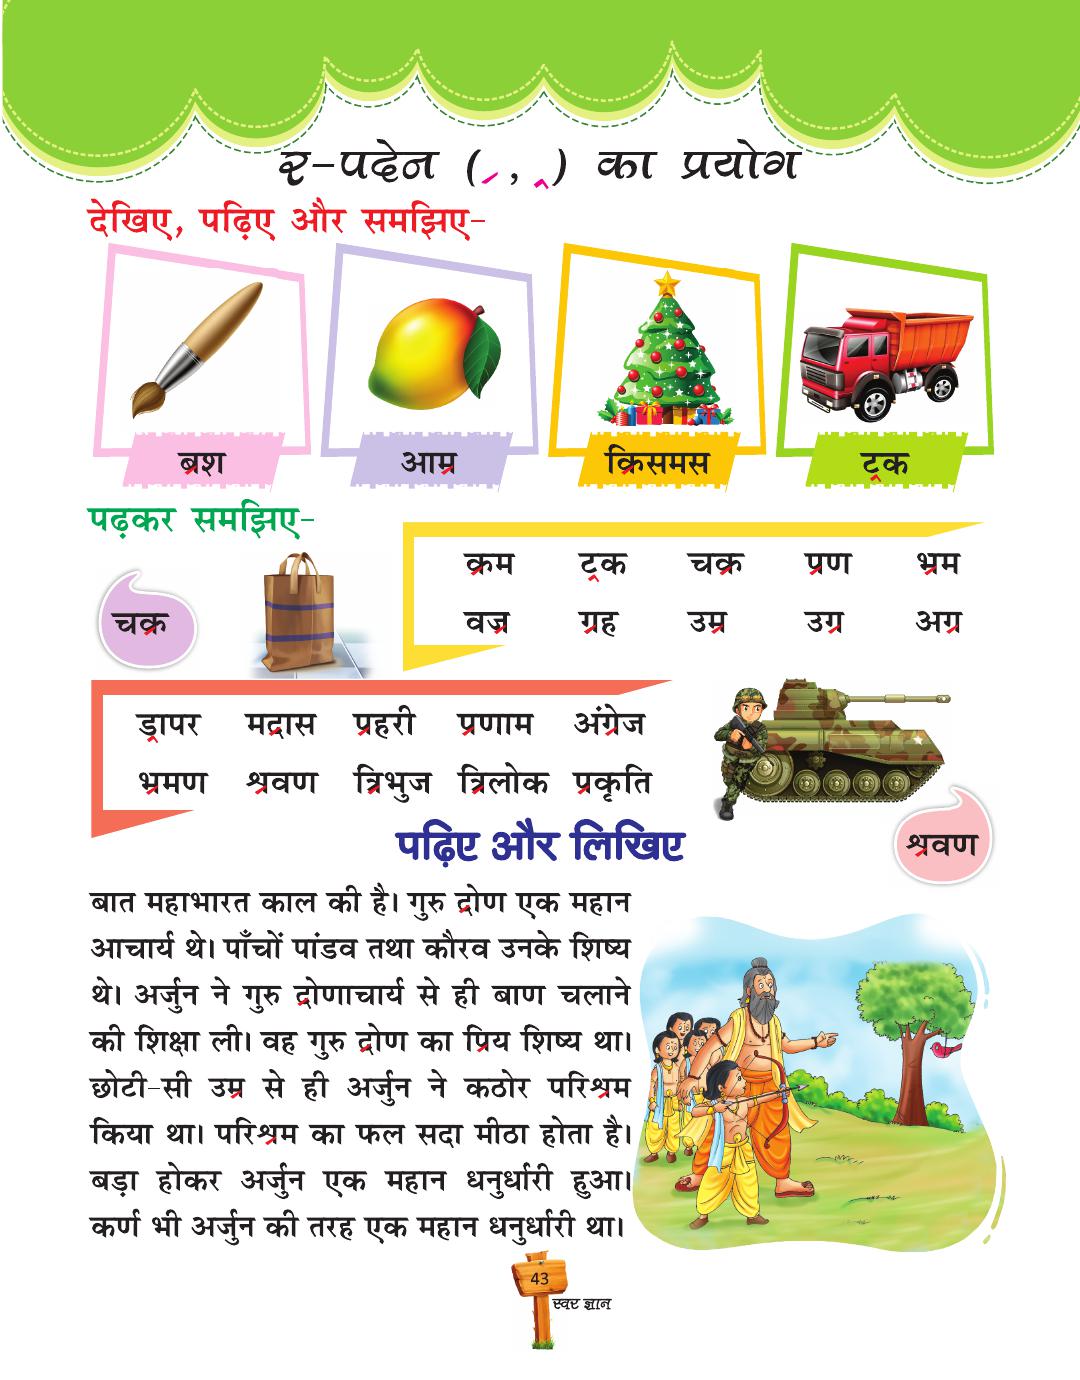 र-पदेन (्र , ्र) का प्रयोग
देखिए, पढ़िए और समझिए-
ब्रश आम्र क्रिसमस ट्रक
पढ़कर समझिए-
क्रम ट्रक चक्र प्रण भ्रम
चक्र
वज्र ग्रह उम्र उग्र अग्र
ड्रापर मद्रास प्रहरी प्रणाम अंग्रेज
भ्रमण श्रवण त्रिभुज त्रिलोक प्रकृति
पढ़िए और लिखिए
श्रवण
बात महाभारत काल की है। गुरु द्रोण एक महान
आचार्य थे। पाँचों पांडव तथा कौरव उनके शिष्य
थे। अर्जुन ने गुरु द्रोणाचार्य से ही बाण चलाने
की शिक्षा ली। वह गुरु द्रोण का प्रिय शिष्य था।
छोटी-सी उम्र से ही अर्जुन ने कठोर परिश्रम
किया था। परिश्रम का फल सदा मीठा होता है।
बड़ा होकर अर्जुन एक महान धनुर्धारी हुआ।
कर्ण भी अर्जुन की तरह एक महान धनुर्धारी था।
43
स्वर ज्ञान